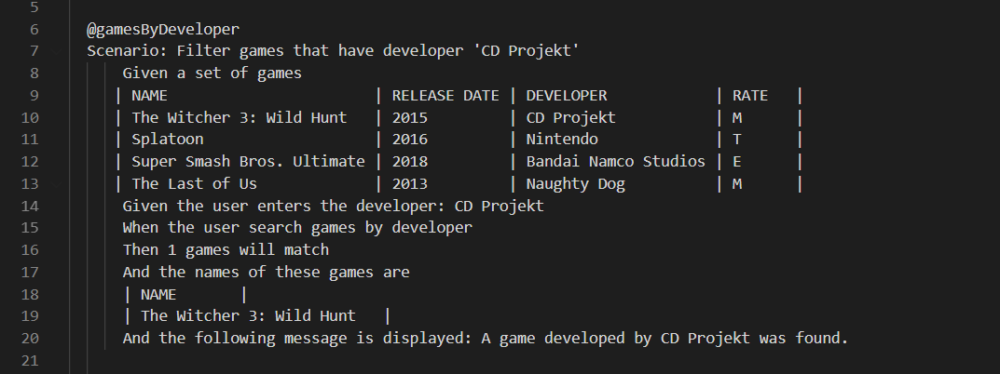 5
6 @gamesByDeveloper
7 Scenario: Filter games that have developer 'CD Projekt'
8 Given a set of games
9 | NAME | RELEASE DATE | DEVELOPER | RATE |
10 | The Witcher 3: Wild Hunt | 2015 | CD Projekt | M |
11 | Splatoon | 2016 | Nintendo | T |
12 | Super Smash Bros. Ultimate | 2018 | Bandai Namco Studios | E |
13 | The Last of Us | 2013 | Naughty Dog | M |
14 Given the user enters the developer: CD Projekt
15 When the user search games by developer
16 Then 1 games will match
17 And the names of these games are
18 | NAME |
19 | The Witcher 3: Wild Hunt |
20 And the following message is displayed: A game developed by CD Projekt was found.
21